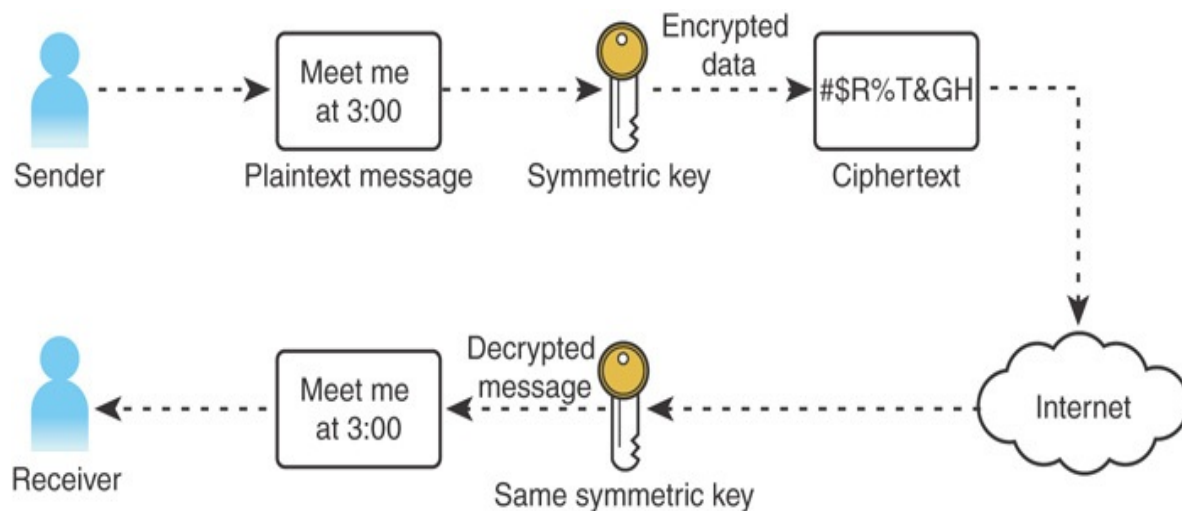 Sender
Meet me
at 3:00
Plaintext message
Symmetric key
Encrypted
data
#$R%T&GH
Ciphertext
Internet
Same symmetric key
Decrypted
message
Meet me
at 3:00
Receiver